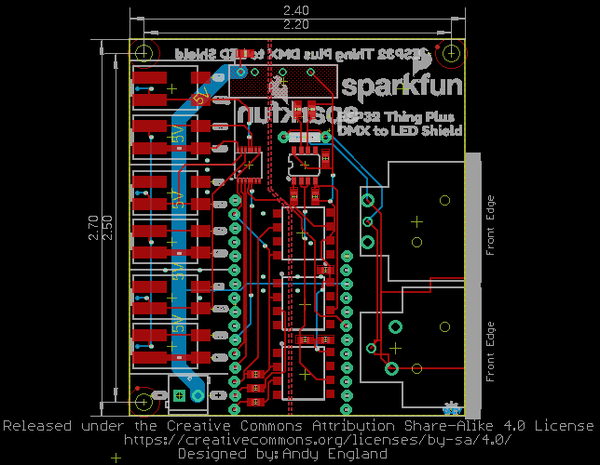 2.40
2.20
ESP32 Thing Plus DMX to LED Shield
sparkfun
sparkfun
ESP32 Thing Plus
DMX to LED Shield
5V
5V
5V
5V
2.70
2.50
Front Edge
Front Edge
Released under the Creative Commons Attribution Share-Alike 4.0 License
https://creativecommons.org/licenses/by-sa/4.0/
Designed by: Andy England